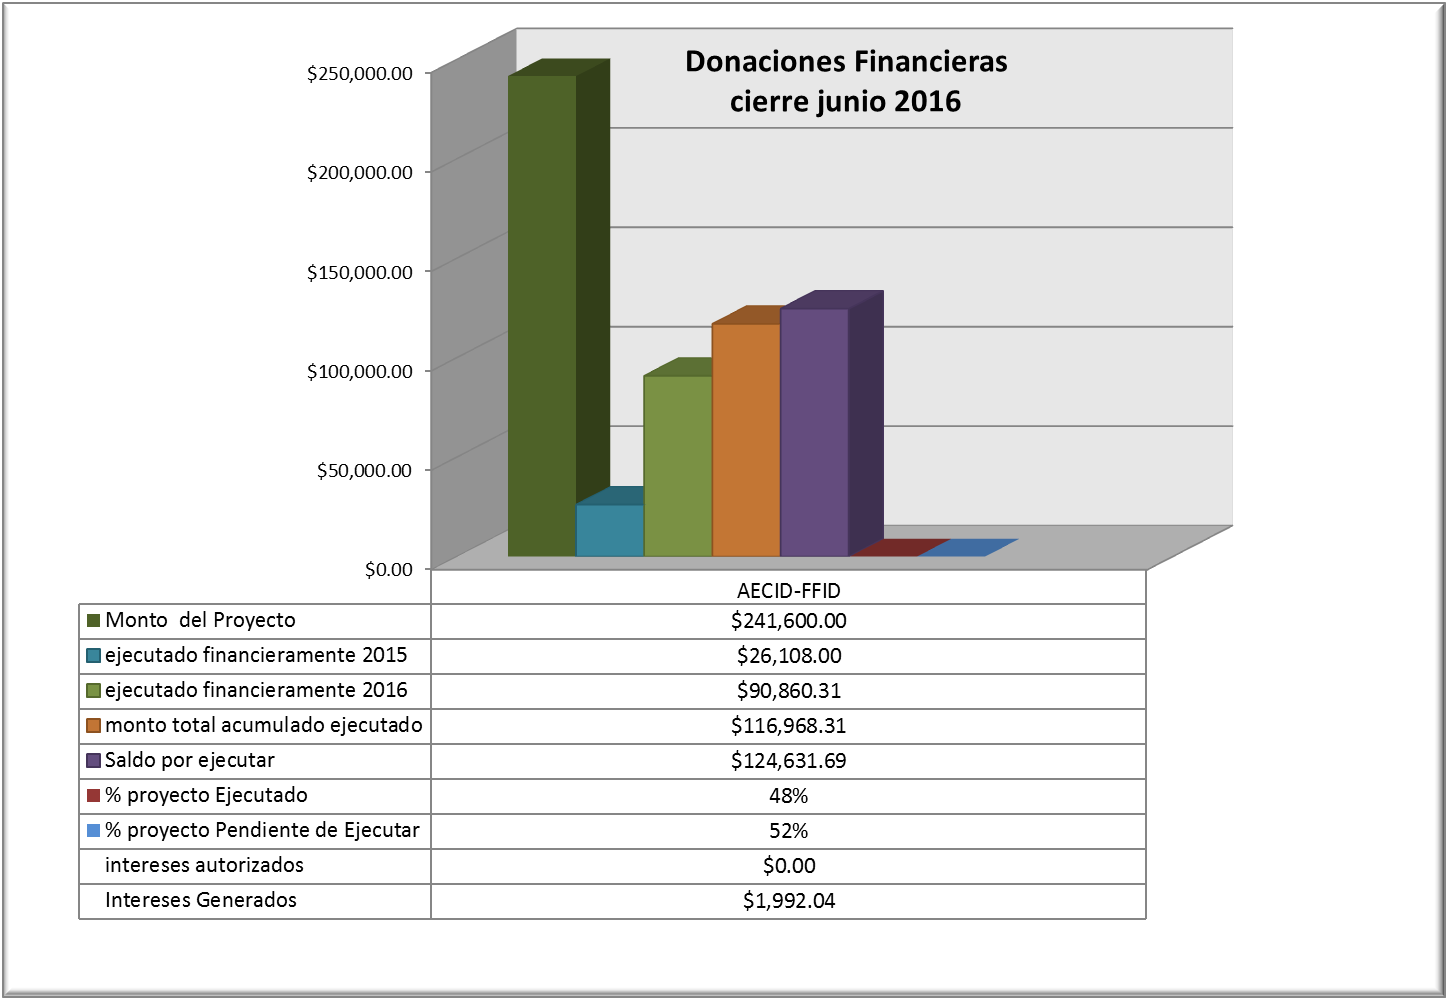 Donaciones Financieras
cierre junio 2016
$250,000.00
$200,000.00
$150,000.00
$100,000.00
$50,000.00
$0.00
AECID-FFID
Monto  del Proyecto $241,600.00
ejecutado financieramente 2015 $26,108.00
ejecutado financieramente 2016 $90,860.31
monto total acumulado ejecutado $116,968.31
Saldo por ejecutar $124,631.69
% proyecto Ejecutado 48%
% proyecto Pendiente de Ejecutar 52%
intereses autorizados $0.00
Intereses Generados $1,992.04